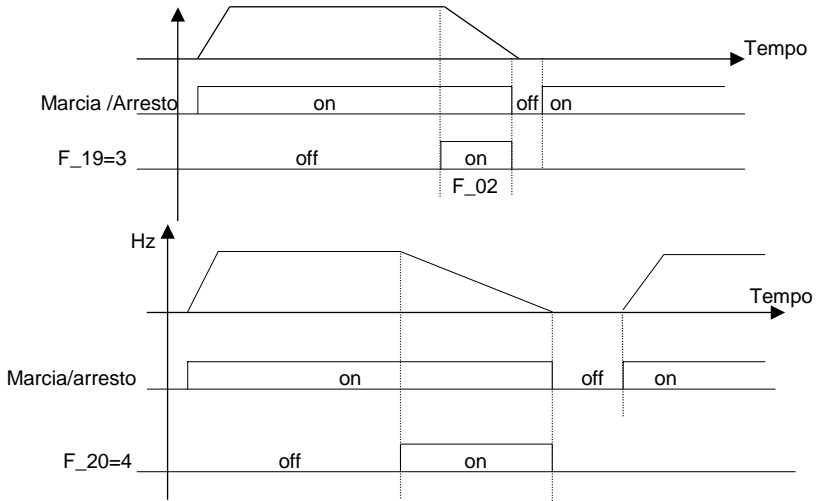 Tempo
Marcia /Arresto on off on
F_19=3 off on
F_02
Hz
Tempo
Marcia/arresto on off on
F_20=4 off on